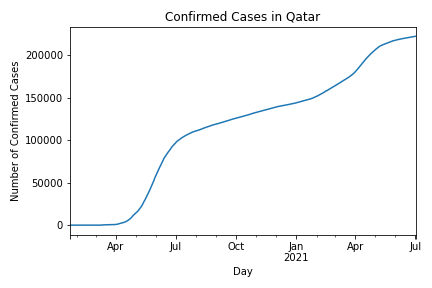 Confirmed Cases in Qatar
Number of Confirmed Cases
200000
150000
100000
50000
0
Apr Jul Oct Jan Apr Jul
2021
Day